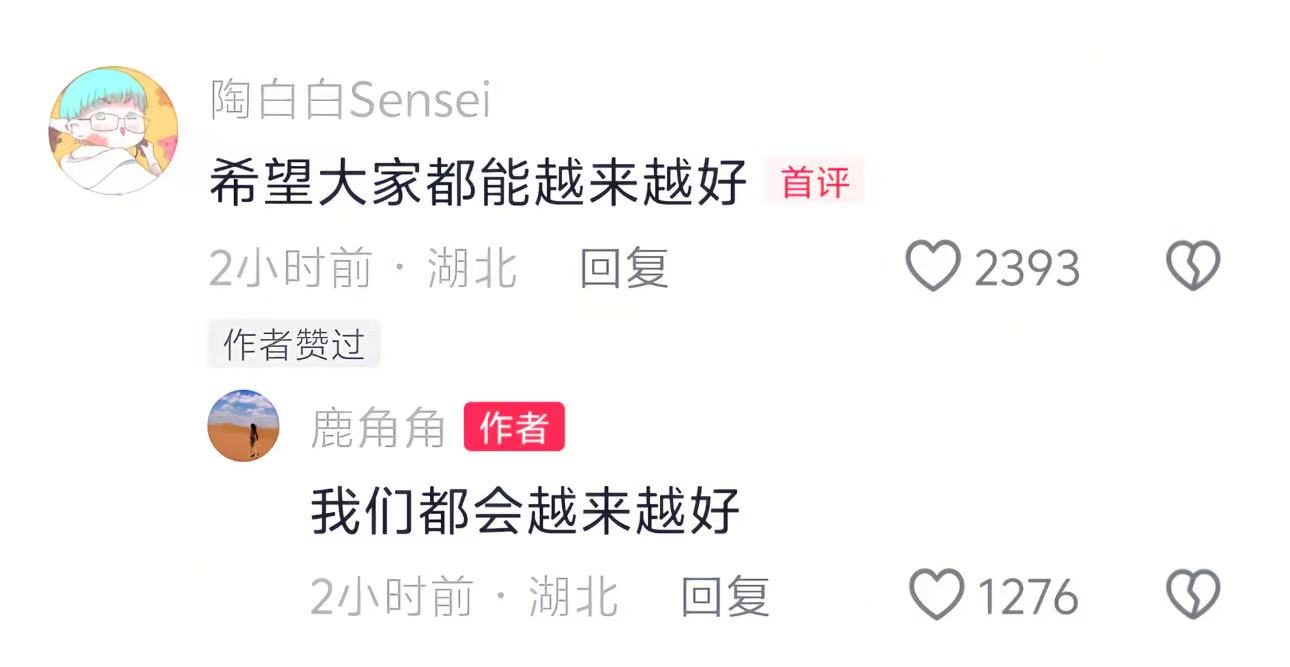 陶白白Sensei
希望大家都能越来越好 首评
2小时前 · 湖北 回复 2393
作者赞过
鹿角角 作者
我们都会越来越好
2小时前 · 湖北 回复 1276